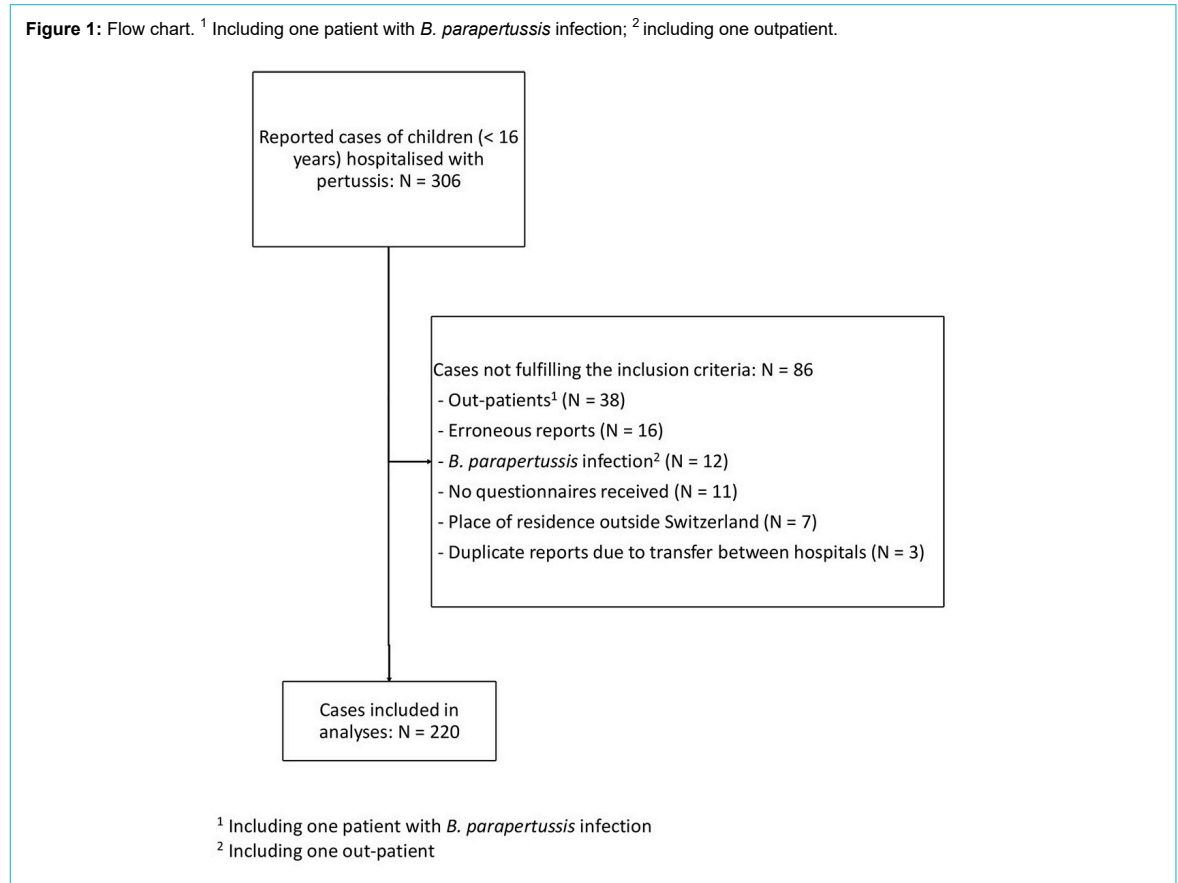 Figure 1: Flow chart. ¹ Including one patient with B. parapertussis infection; ² including one outpatient.
Reported cases of children (< 16
years) hospitalised with
pertussis: N = 306
Cases not fulfilling the inclusion criteria: N = 86
- Out-patients¹ (N = 38)
- Erroneous reports (N = 16)
- B. parapertussis infection² (N = 12)
- No questionnaires received (N = 11)
- Place of residence outside Switzerland (N = 7)
- Duplicate reports due to transfer between hospitals (N = 3)
Cases included in
analyses: N = 220
¹ Including one patient with B. parapertussis infection
² Including one out-patient